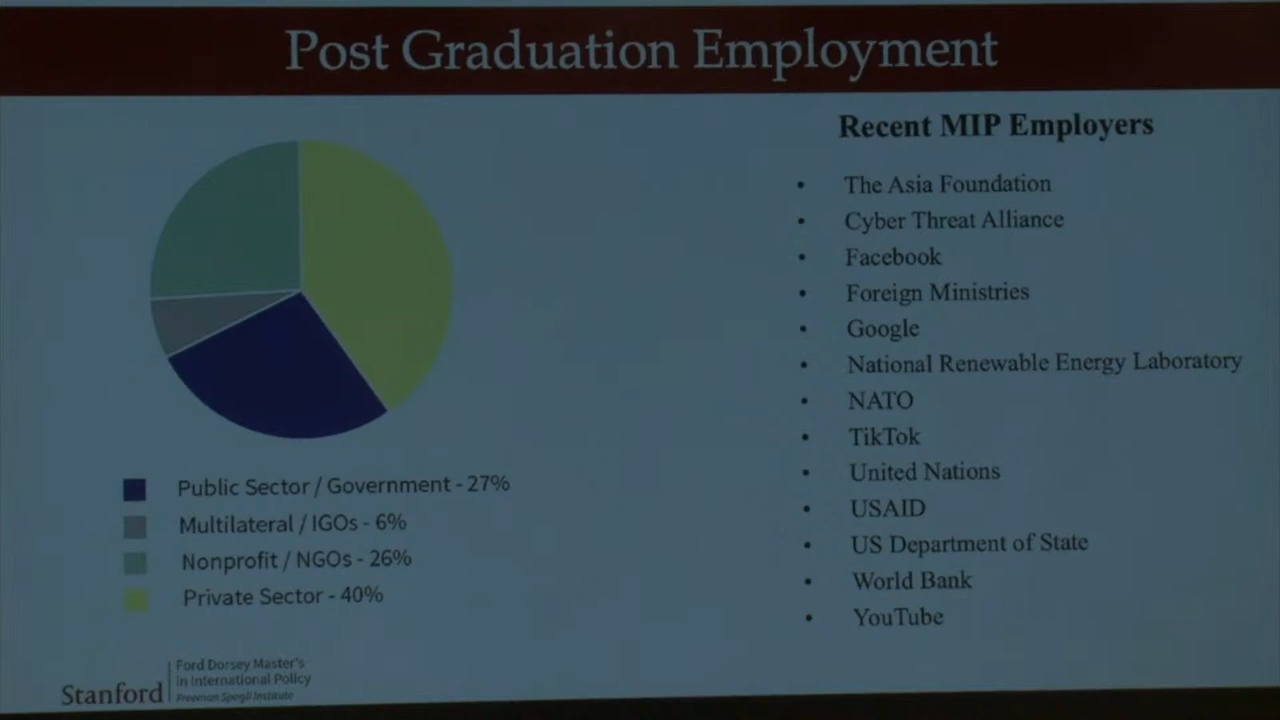 Post Graduation Employment
Public Sector / Government - 27%
Multilateral / IGOs - 6%
Nonprofit / NGOs - 26%
Private Sector - 40%
Recent MIP Employers
• The Asia Foundation
• Cyber Threat Alliance
• Facebook
• Foreign Ministries
• Google
• National Renewable Energy Laboratory
• NATO
• TikTok
• United Nations
• USAID
• US Department of State
• World Bank
• YouTube
Stanford
Ford Dorsey Master's
in International Policy
Freeman Spogli Institute